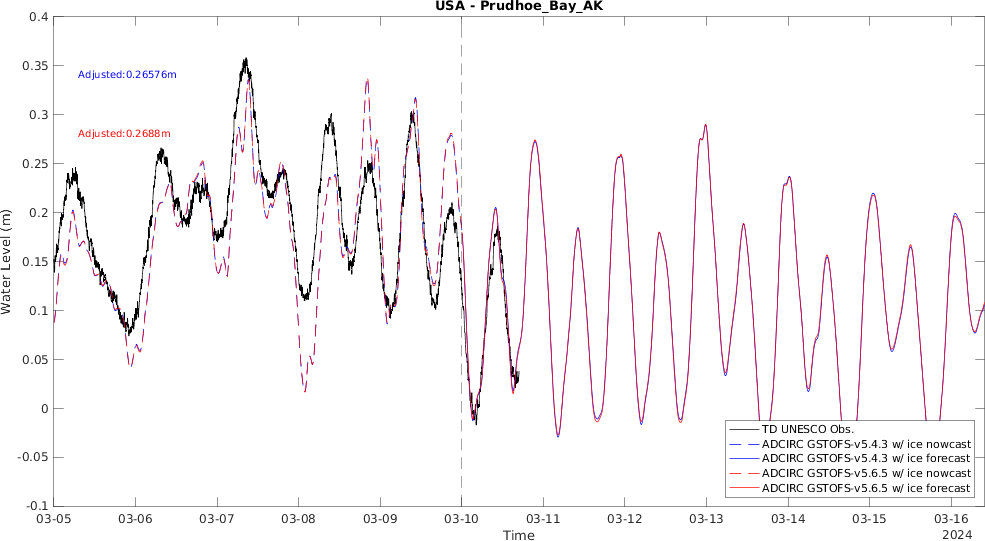 USA - Prudhoe_Bay_AK
0.4
0.35
0.3
0.25
0.2
0.15
0.1
0.05
0
-0.05
-0.1
Water Level (m)
Adjusted:0.26576m
Adjusted:0.2688m
TD UNESCO Obs.
ADCIRC GSTOFS-v5.4.3 w/ ice nowcast
ADCIRC GSTOFS-v5.4.3 w/ ice forecast
ADCIRC GSTOFS-v5.6.5 w/ ice nowcast
ADCIRC GSTOFS-v5.6.5 w/ ice forecast
03-05 03-06 03-07 03-08 03-09 03-10 03-11 03-12 03-13 03-14 03-15 03-16
Time
2024